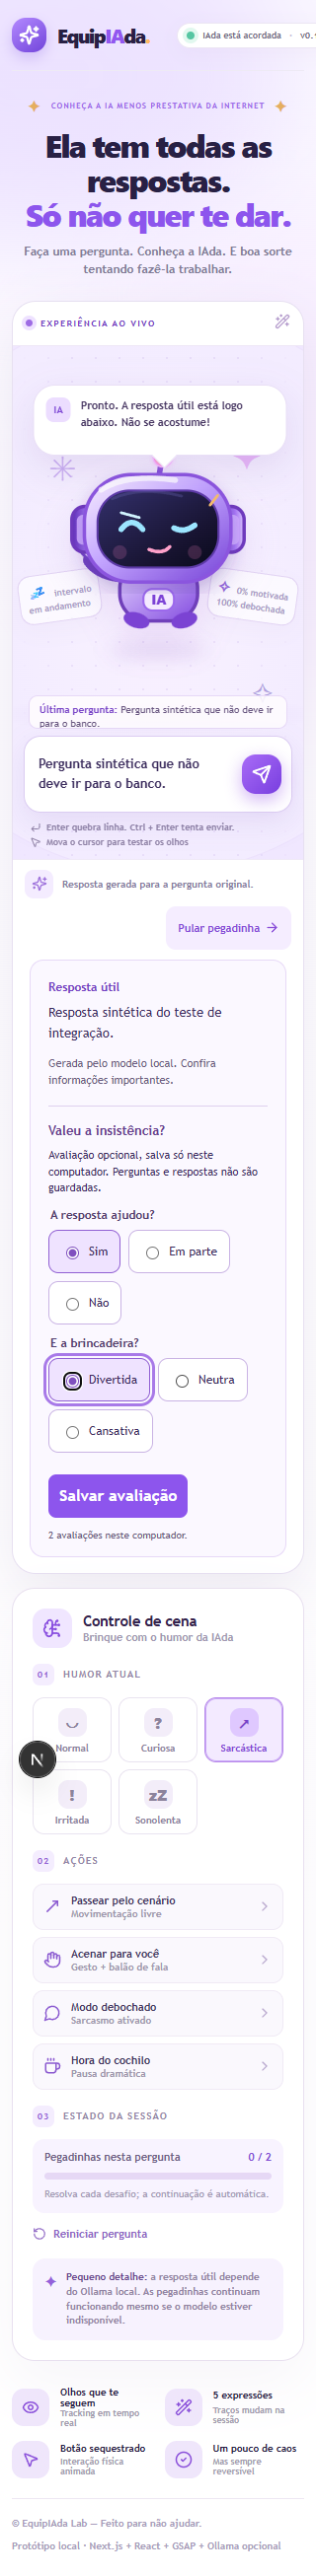 EquipIAda.
IAda está acordada · v0.
CONHEÇA A IA MENOS PRESTATIVA DA INTERNET
Ela tem todas as
respostas.
Só não quer te dar.
Faça uma pergunta. Conheça a IAda. E boa sorte
tentando fazê-la trabalhar.
EXPERIÊNCIA AO VIVO
IA
Pronto. A resposta útil está logo
abaixo. Não se acostume!
intervalo
em andamento
IA
0% motivada
100% debochada
Última pergunta: Pergunta sintética que não deve ir
para o banco.
Pergunta sintética que não
deve ir para o banco.
Enter quebra linha. Ctrl + Enter tenta enviar.
Mova o cursor para testar os olhos
Resposta gerada para a pergunta original.
Pular pegadinha
Resposta útil
Resposta sintética do teste de
integração.
Gerada pelo modelo local. Confira
informações importantes.
Valeu a insistência?
Avaliação opcional, salva só neste
computador. Perguntas e respostas não são
guardadas.
A resposta ajudou?
Sim
Em parte
Não
E a brincadeira?
Divertida
Neutra
Cansativa
Salvar avaliação
2 avaliações neste computador.
Controle de cena
Brinque com o humor da IAda
01 HUMOR ATUAL
Normal
? Curiosa
Sarcástica
N
! Irritada
zZ Sonolenta
02 AÇÕES
Passear pelo cenário
Movimentação livre
Acenar para você
Gesto + balão de fala
Modo debochado
Sarcasmo ativado
Hora do cochilo
Pausa dramática
03 ESTADO DA SESSÃO
Pegadinhas nesta pergunta 0 / 2
Resolva cada desafio; a continuação é automática.
Reiniciar pergunta
Pequeno detalhe: a resposta útil depende
do Ollama local. As pegadinhas continuam
funcionando mesmo se o modelo estiver
indisponível.
Olhos que te
seguem
Tracking em tempo
real
5 expressões
Traços mudam na
sessão
Botão sequestrado
Interação física
animada
Um pouco de caos
Mas sempre
reversível
© EquipIAda Lab — Feito para não ajudar.
Protótipo local · Next.js + React + GSAP + Ollama opcional